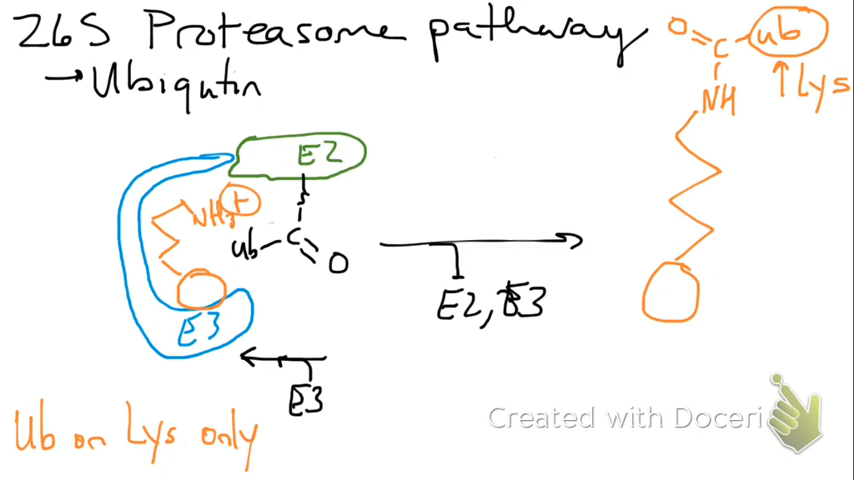 26S Proteasome pathway
→ Ubiqutin
O
C
ub
↑ Lys
NH
E2
S
NH3 +
ub
C
O
E3
E2, E3
E3
Ub on Lys only
Created with Doceri